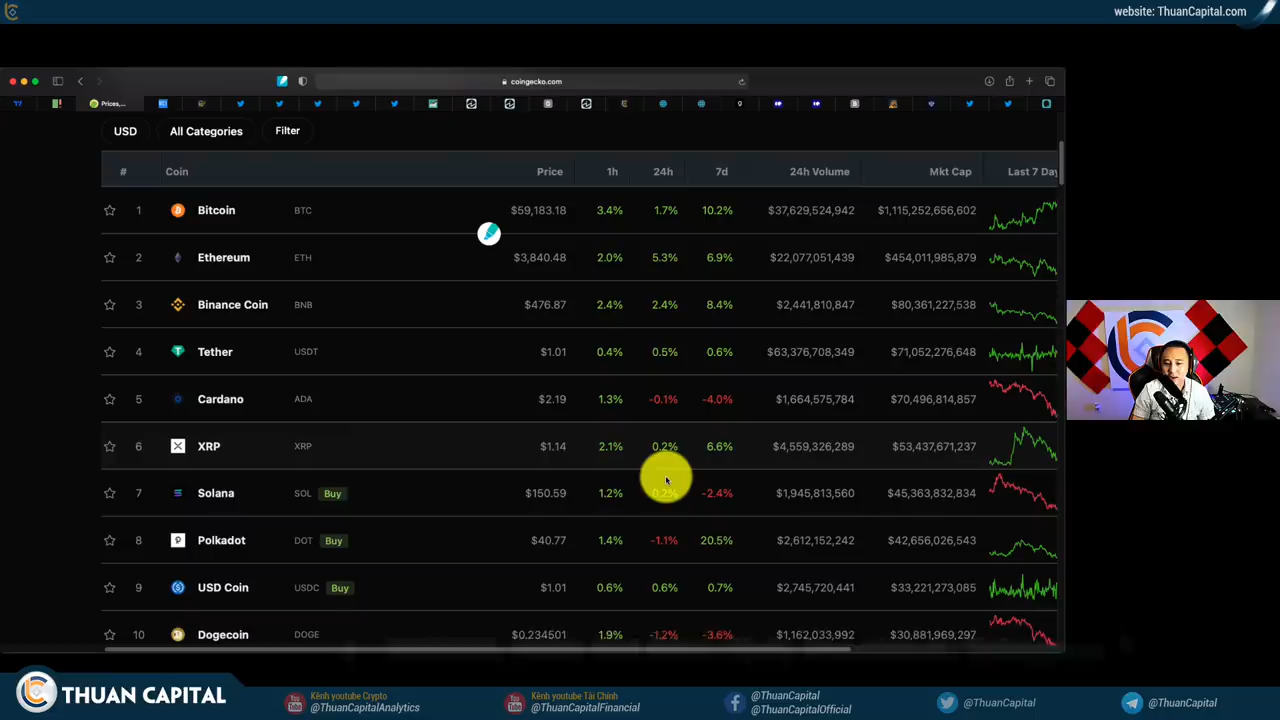 website: ThuanCapital.com
coingecko.com
Prices,...
USD All Categories Filter
# Coin Price 1h 24h 7d 24h Volume Mkt Cap Last 7 Day
1 Bitcoin BTC $59,183.18 3.4% 1.7% 10.2% $37,629,524,942 $1,115,252,656,602
2 Ethereum ETH $3,840.48 2.0% 5.3% 6.9% $22,077,051,439 $454,011,985,879
3 Binance Coin BNB $476.87 2.4% 2.4% 8.4% $2,441,810,847 $80,361,227,538
4 Tether USDT $1.01 0.4% 0.5% 0.6% $63,376,708,349 $71,052,276,648
5 Cardano ADA $2.19 1.3% -0.1% -4.0% $1,664,575,784 $70,496,814,857
6 XRP XRP $1.14 2.1% 0.2% 6.6% $4,559,326,289 $53,437,671,237
7 Solana SOL Buy $150.59 1.2% 0.2% -2.4% $1,945,813,560 $45,363,832,834
8 Polkadot DOT Buy $40.77 1.4% -1.1% 20.5% $2,612,152,242 $42,656,026,543
9 USD Coin USDC Buy $1.01 0.6% 0.6% 0.7% $2,745,720,441 $33,221,273,085
10 Dogecoin DOGE $0.234501 1.9% -1.2% -3.6% $1,162,033,992 $30,881,969,297
THUAN CAPITAL
Kênh youtube Crypto
@ThuanCapitalAnalytics
Kênh youtube Tài Chính
@ThuanCapitalFinancial
@ThuanCapital
@ThuanCapitalOfficial
@ThuanCapital
@ThuanCapital